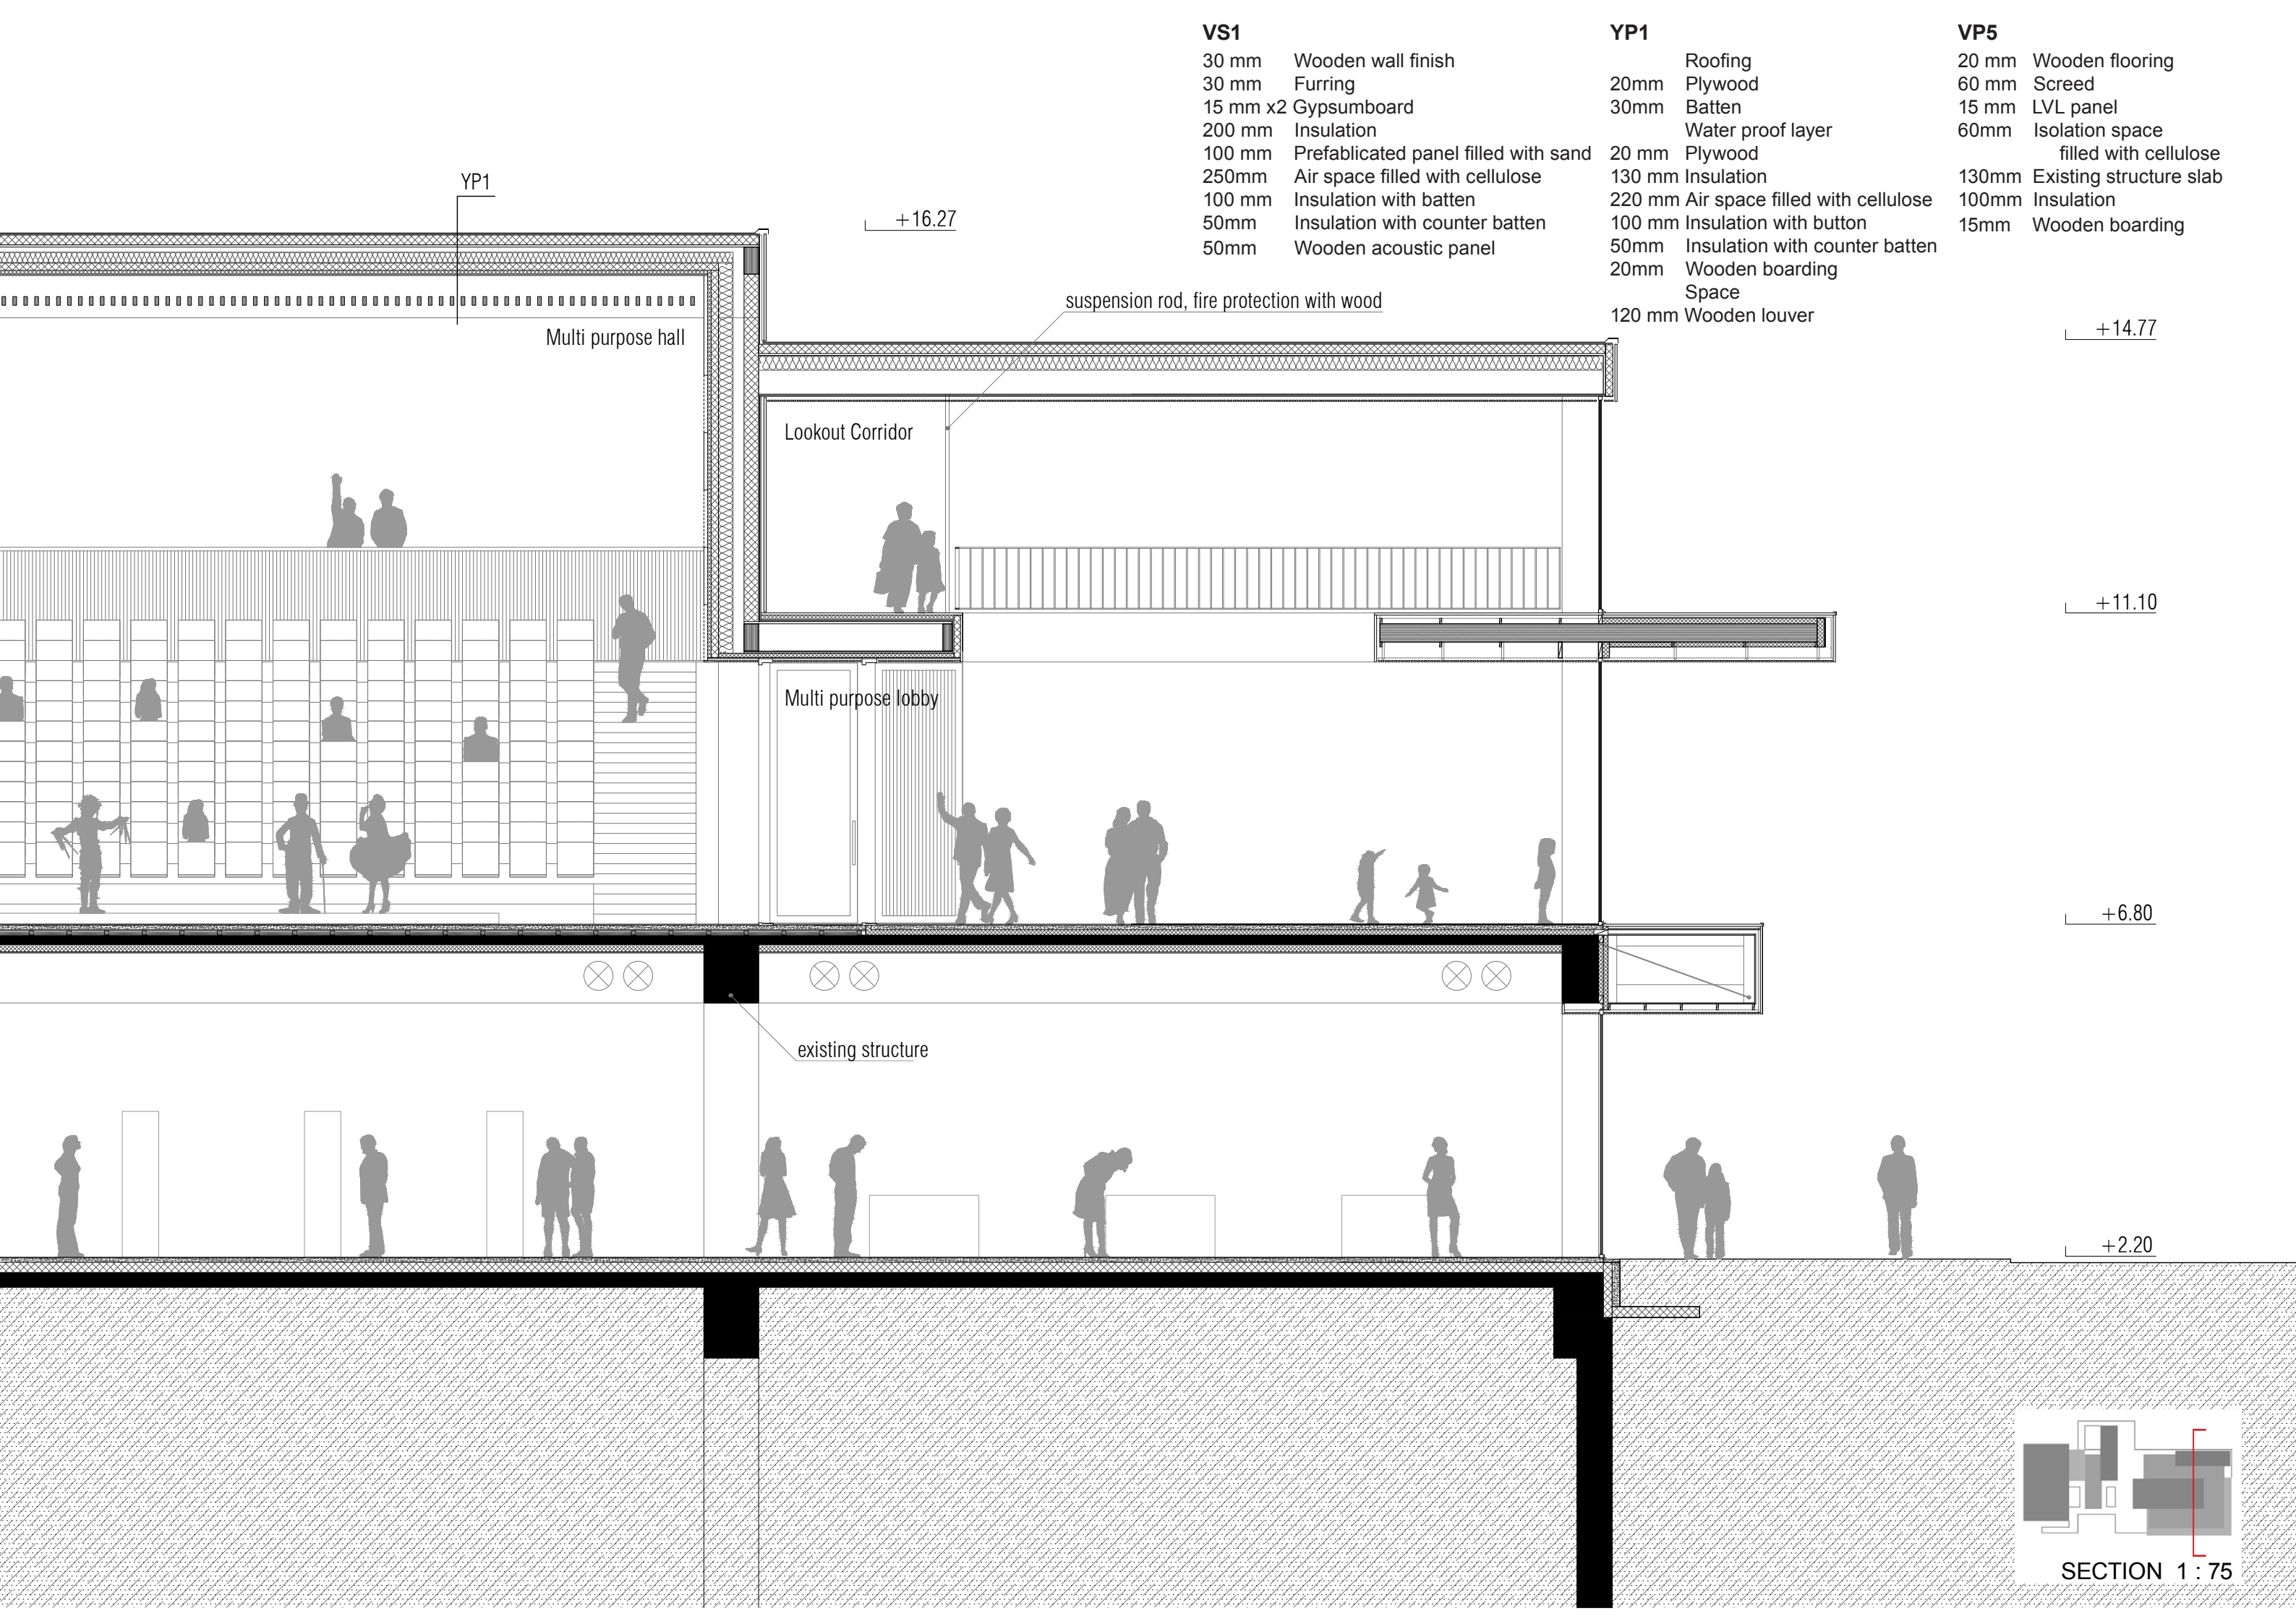 VS1
30 mm Wooden wall finish
30 mm Furring
15 mm x2 Gypsumboard
200 mm Insulation
100 mm Prefablicated panel filled with sand
250mm Air space filled with cellulose
100 mm Insulation with batten
50mm Insulation with counter batten
50mm Wooden acoustic panel
YP1
Roofing
20mm Plywood
30mm Batten
Water proof layer
20 mm Plywood
130 mm Insulation
220 mm Air space filled with cellulose
100 mm Insulation with button
50mm Insulation with counter batten
20mm Wooden boarding
Space
120 mm Wooden louver
VP5
20 mm Wooden flooring
60 mm Screed
15 mm LVL panel
60mm Isolation space
filled with cellulose
130mm Existing structure slab
100mm Insulation
15mm Wooden boarding
YP1
+16.27
suspension rod, fire protection with wood
Multi purpose hall
+14.77
Lookout Corridor
+11.10
Multi purpose lobby
+6.80
existing structure
+2.20
SECTION 1 : 75